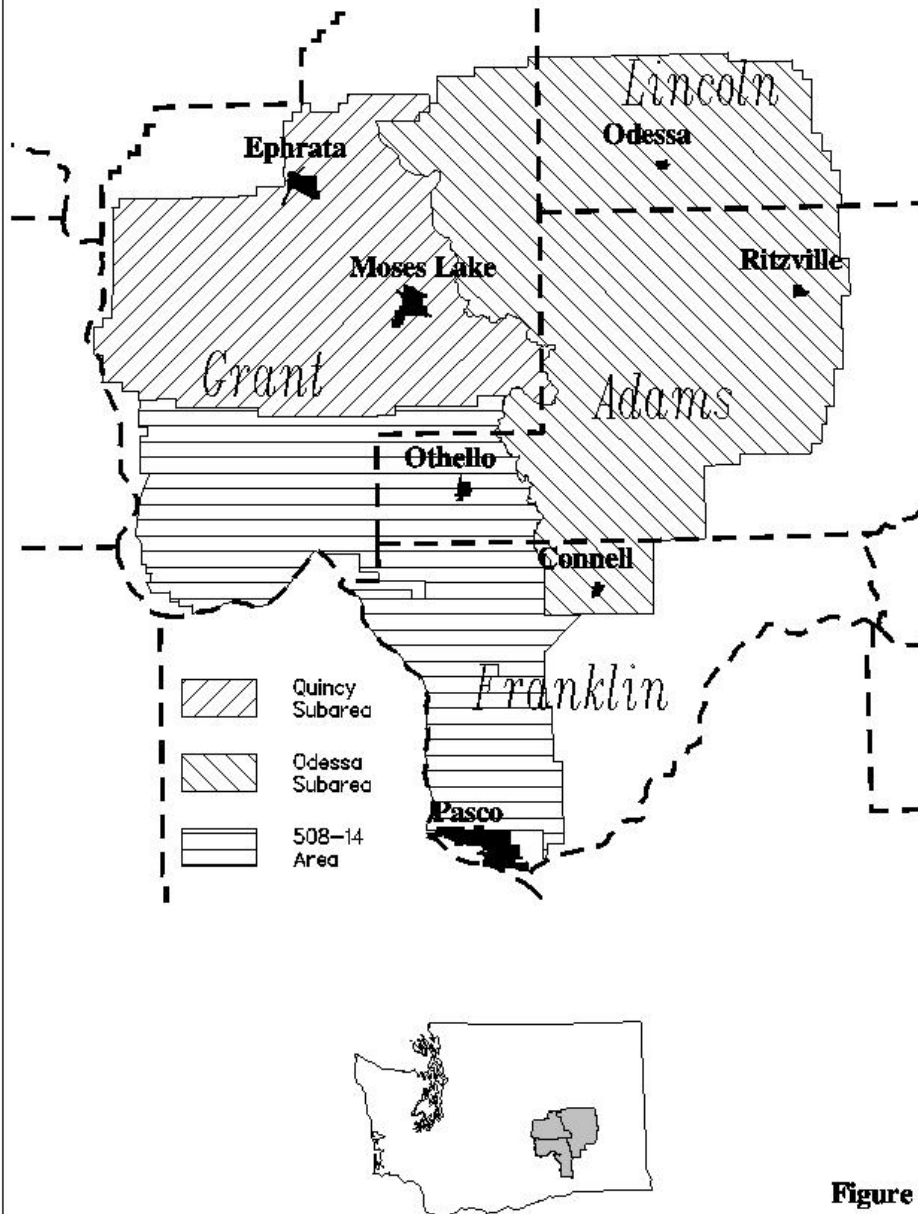 Lincoln
Odessa
Ephrata
Ritzville
Moses Lake
Grant
Adams
Othello
Connell
Franklin
Quincy
Subarea
Odessa
Subarea
508-14
Area
Pasco
Figure